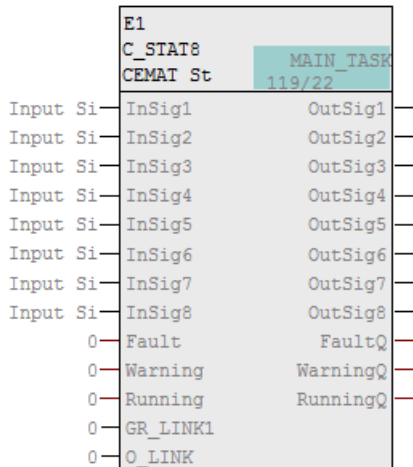 E1
C_STAT8
CEMAT St
MAIN_TASK
119/22
Input Si InSig1 OutSig1
Input Si InSig2 OutSig2
Input Si InSig3 OutSig3
Input Si InSig4 OutSig4
Input Si InSig5 OutSig5
Input Si InSig6 OutSig6
Input Si InSig7 OutSig7
Input Si InSig8 OutSig8
0 Fault FaultQ
0 Warning WarningQ
0 Running RunningQ
0 GR_LINK1
0 O_LINK